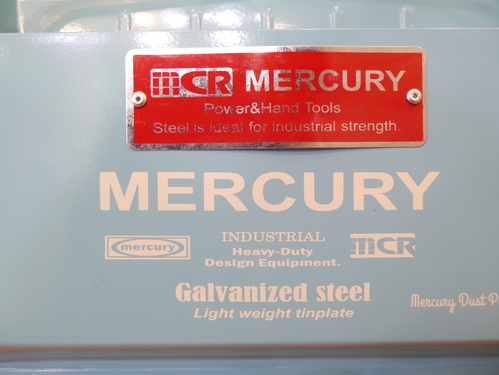 mCR MERCURY
Power&Hand Tools
Steel is ideal for industrial strength.
MERCURY
mercury
INDUSTRIAL
Heavy-Duty
Design Equipment.
mCR
Galvanized steel
Light weight tinplate
Mercury Dust